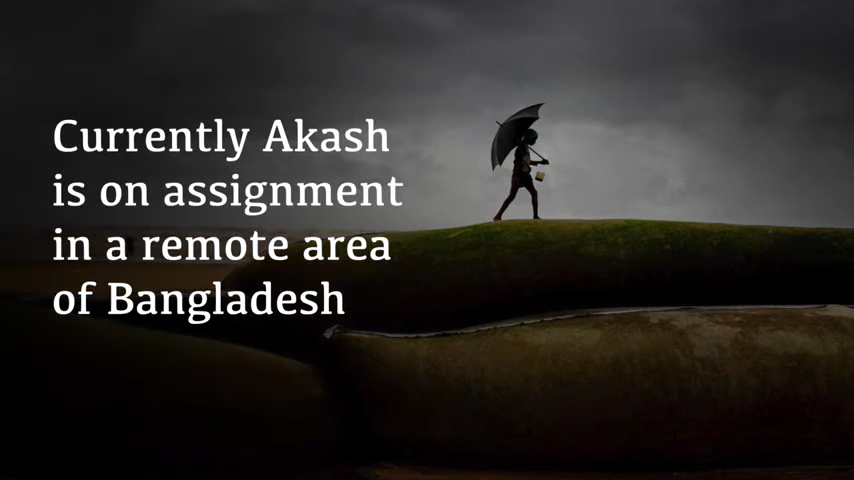 Currently Akash
is on assignment
in a remote area
of Bangladesh